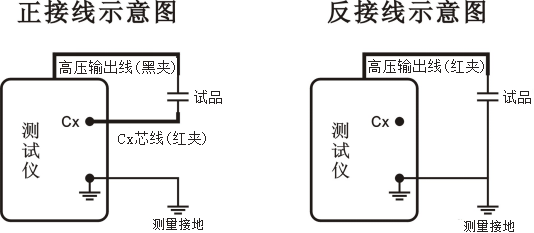 正接线示意图
反接线示意图
高压输出线(黑夹)
试品
Cx
Cx芯线(红夹)
测试仪
测量接地
高压输出线(红夹)
试品
Cx
测试仪
测量接地